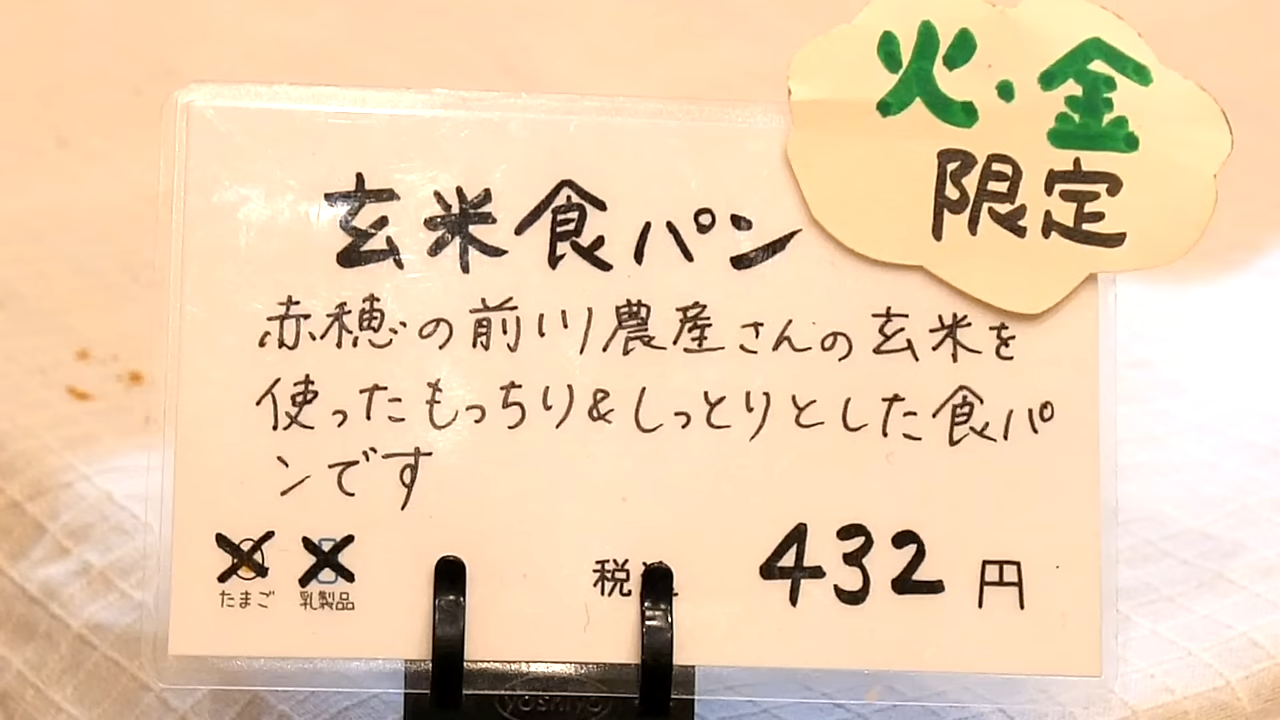 火・金
限定
玄米食パン
赤穂の前川農産さんの玄米を
使ったもっちり&しっとりとした食パ
ンです
たまご
乳製品
税
432円
yoshiyo